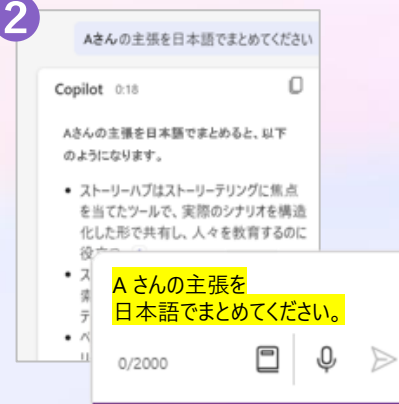 2
Aさんの主張を日本語でまとめてください
Copilot 0:18
Aさんの主張を日本語でまとめると、以下
のようになります。
• ストーリーハブはストーリーテリングに焦点
を当てたツールで、実際のシナリオを構造
化した形で共有し、人々を教育するのに
A さんの主張を
日本語でまとめてください。
0/2000